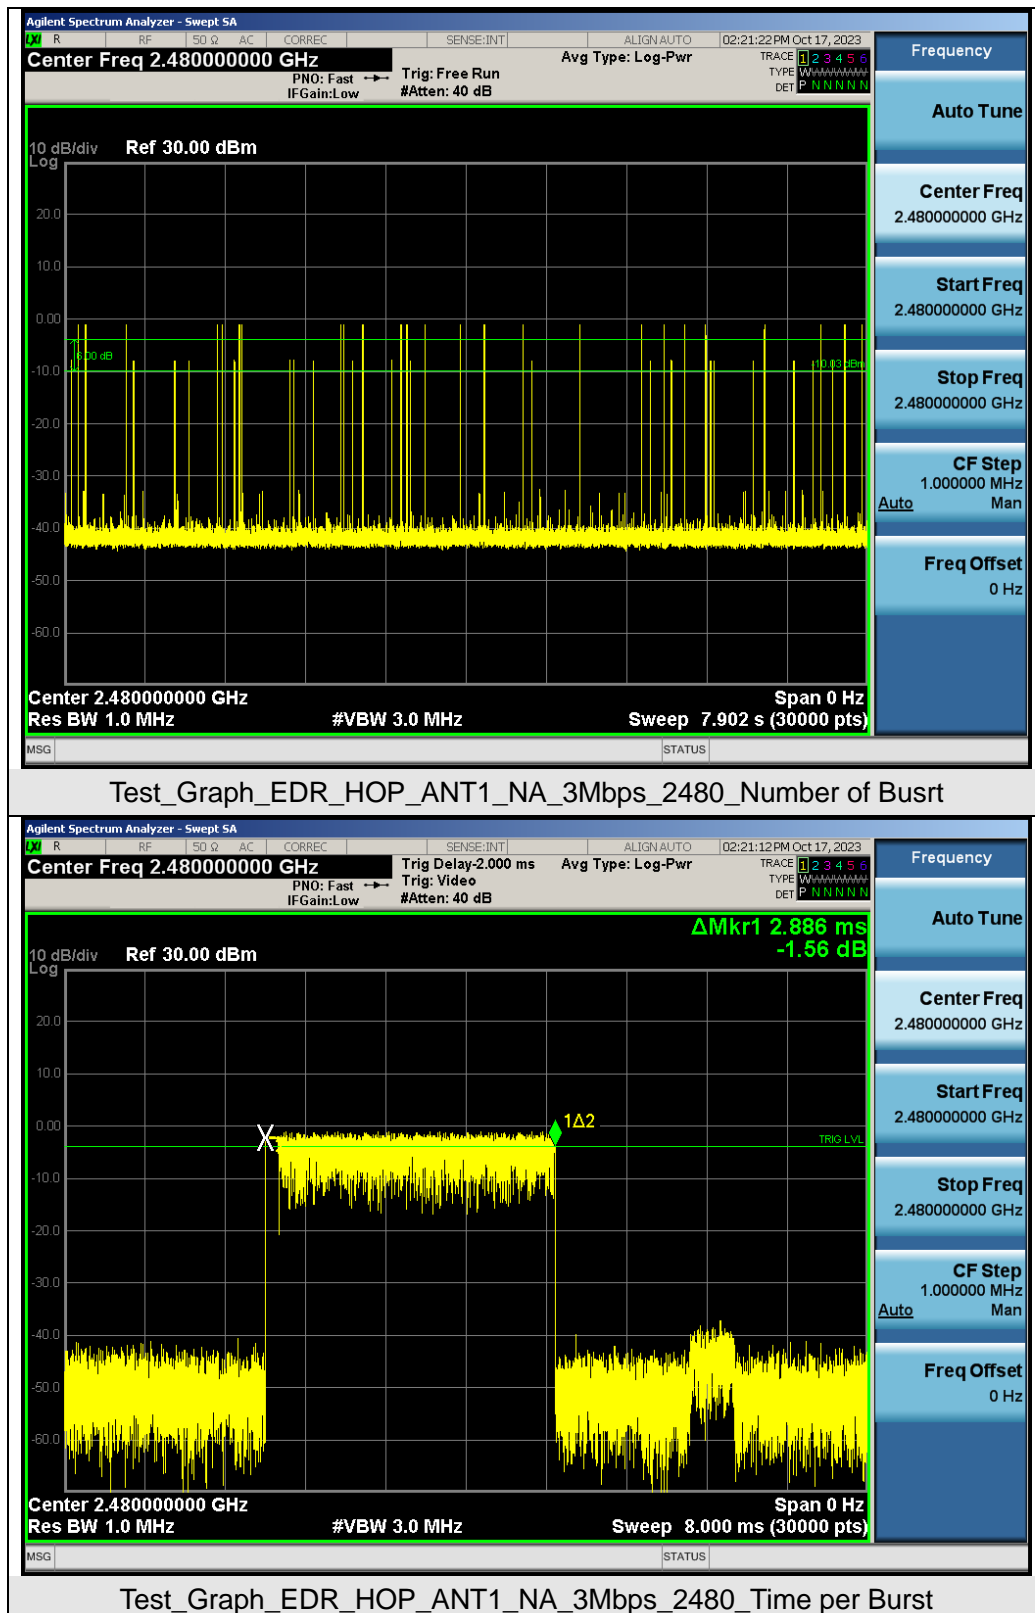 Agilent Spectrum Analyzer - Swept SA
LXI R RF 50 Ω AC CORREC SENSE:INT ALIGN AUTO 02:21:22 PM Oct 17, 2023
Center Freq 2.480000000 GHz
PNO: Fast
IFGain:Low
Trig: Free Run
#Atten: 40 dB
Avg Type: Log-Pwr
TRACE 1 2 3 4 5 6
TYPE W
DET P N N N N N
Frequency
Auto Tune
Center Freq
2.480000000 GHz
Start Freq
2.480000000 GHz
Stop Freq
2.480000000 GHz
CF Step
1.000000 MHz
Auto Man
Freq Offset
0 Hz
10 dB/div Ref 30.00 dBm
Log
20.0
10.0
0.00
6.00 dB
-10.03 dBm
-10.0
-20.0
-30.0
-40.0
-50.0
-60.0
Center 2.480000000 GHz Span 0 Hz
Res BW 1.0 MHz #VBW 3.0 MHz Sweep 7.902 s (30000 pts)
MSG STATUS
Test_Graph_EDR_HOP_ANT1_NA_3Mbps_2480_Number of Busrt
Agilent Spectrum Analyzer - Swept SA
LXI R RF 50 Ω AC CORREC SENSE:INT ALIGN AUTO 02:21:12 PM Oct 17, 2023
Center Freq 2.480000000 GHz
PNO: Fast
IFGain:Low
Trig Delay-2.000 ms
Trig: Video
#Atten: 40 dB
Avg Type: Log-Pwr
TRACE 1 2 3 4 5 6
TYPE W
DET P N N N N N
Frequency
Auto Tune
Center Freq
2.480000000 GHz
Start Freq
2.480000000 GHz
Stop Freq
2.480000000 GHz
CF Step
1.000000 MHz
Auto Man
Freq Offset
0 Hz
ΔMkr1 2.886 ms
-1.56 dB
10 dB/div Ref 30.00 dBm
Log
20.0
10.0
0.00
1Δ2
TRIG LVL
-10.0
-20.0
-30.0
-40.0
-50.0
-60.0
Center 2.480000000 GHz Span 0 Hz
Res BW 1.0 MHz #VBW 3.0 MHz Sweep 8.000 ms (30000 pts)
MSG STATUS
Test_Graph_EDR_HOP_ANT1_NA_3Mbps_2480_Time per Burst